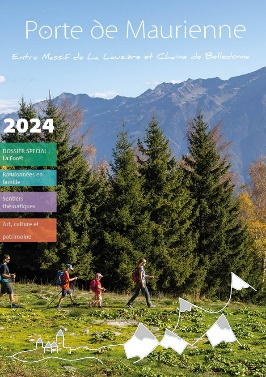 Porte de Maurienne
Entre Massif de La Lauzière et Chaîne de Belledonne
2024
DOSSIER SPÉCIAL
La Forêt
Randonnées en
famille
Sentiers
thématiques
Art, culture et
patrimoine